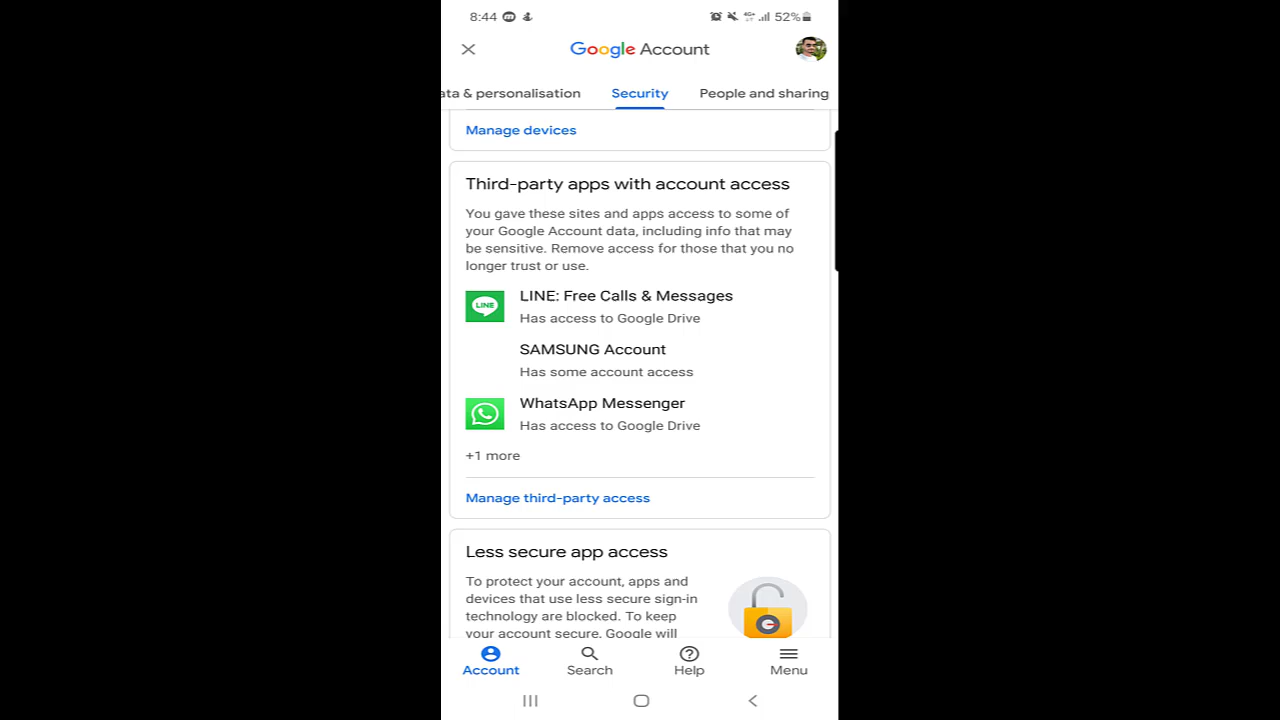 8:44 52%
Google Account
ata & personalisation Security People and sharing
Manage devices
Third-party apps with account access
You gave these sites and apps access to some of
your Google Account data, including info that may
be sensitive. Remove access for those that you no
longer trust or use.
LINE
LINE: Free Calls & Messages
Has access to Google Drive
SAMSUNG Account
Has some account access
WhatsApp Messenger
Has access to Google Drive
+1 more
Manage third-party access
Less secure app access
To protect your account, apps and
devices that use less secure sign-in
technology are blocked. To keep
your account secure, Google will
Account Search Help Menu